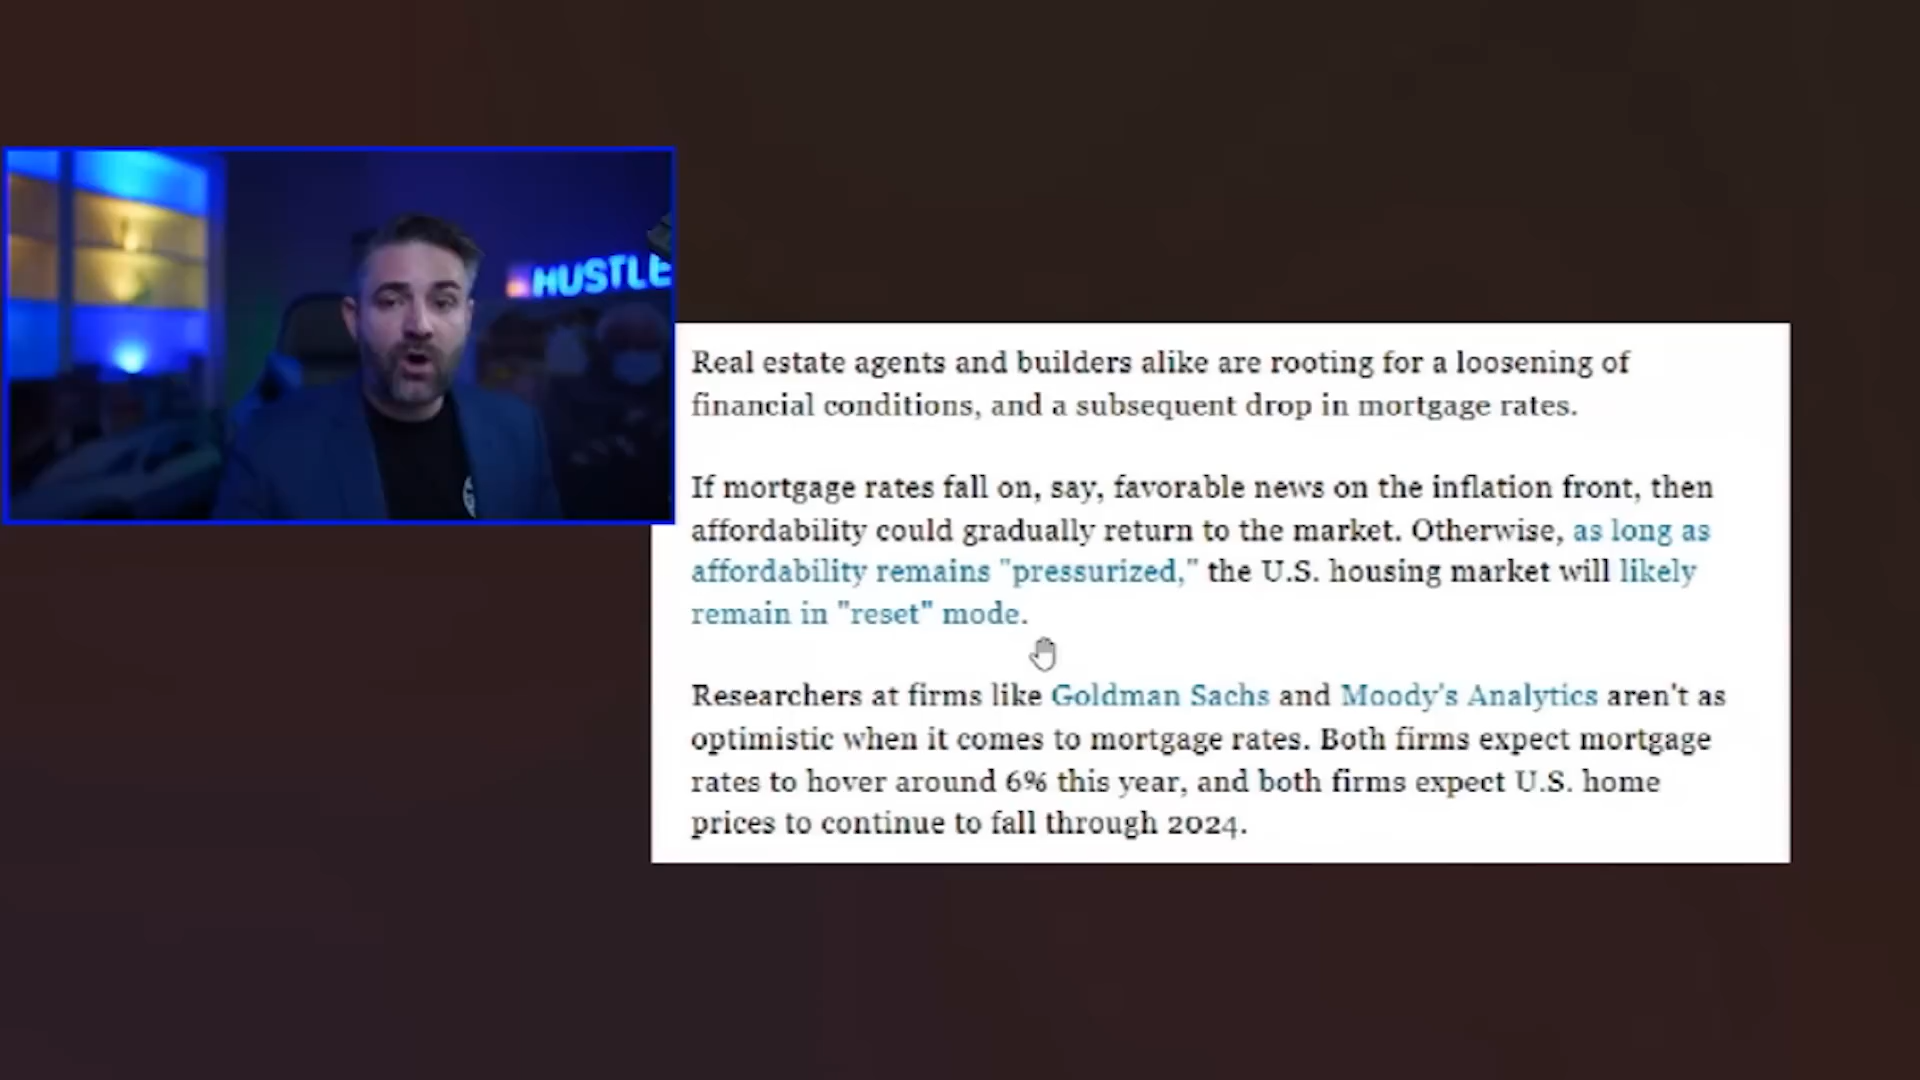 HUSTLE
Real estate agents and builders alike are rooting for a loosening of
financial conditions, and a subsequent drop in mortgage rates.
If mortgage rates fall on, say, favorable news on the inflation front, then
affordability could gradually return to the market. Otherwise, as long as
affordability remains "pressurized," the U.S. housing market will likely
remain in "reset" mode.
Researchers at firms like Goldman Sachs and Moody's Analytics aren't as
optimistic when it comes to mortgage rates. Both firms expect mortgage
rates to hover around 6% this year, and both firms expect U.S. home
prices to continue to fall through 2024.